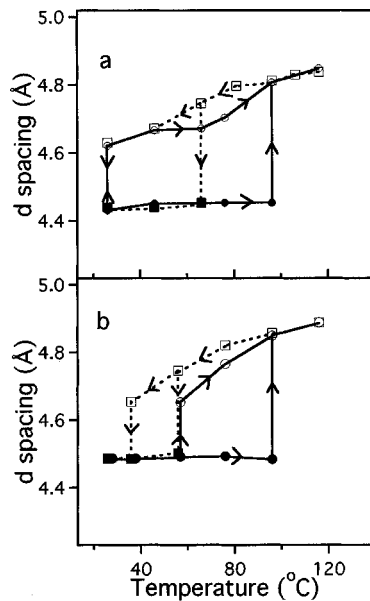 a
5.0
4.8
4.6
4.4
d spacing (Å)
b
5.0
4.8
4.6
4.4
d spacing (Å)
40 80 120
Temperature (°C)